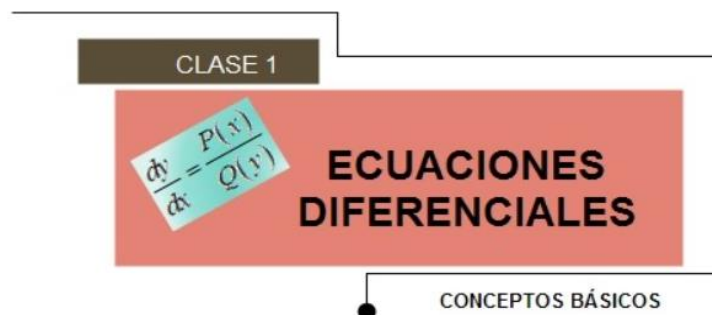 CLASE 1
dy/dx = P(x)/Q(y)
ECUACIONES
DIFERENCIALES
CONCEPTOS BÁSICOS